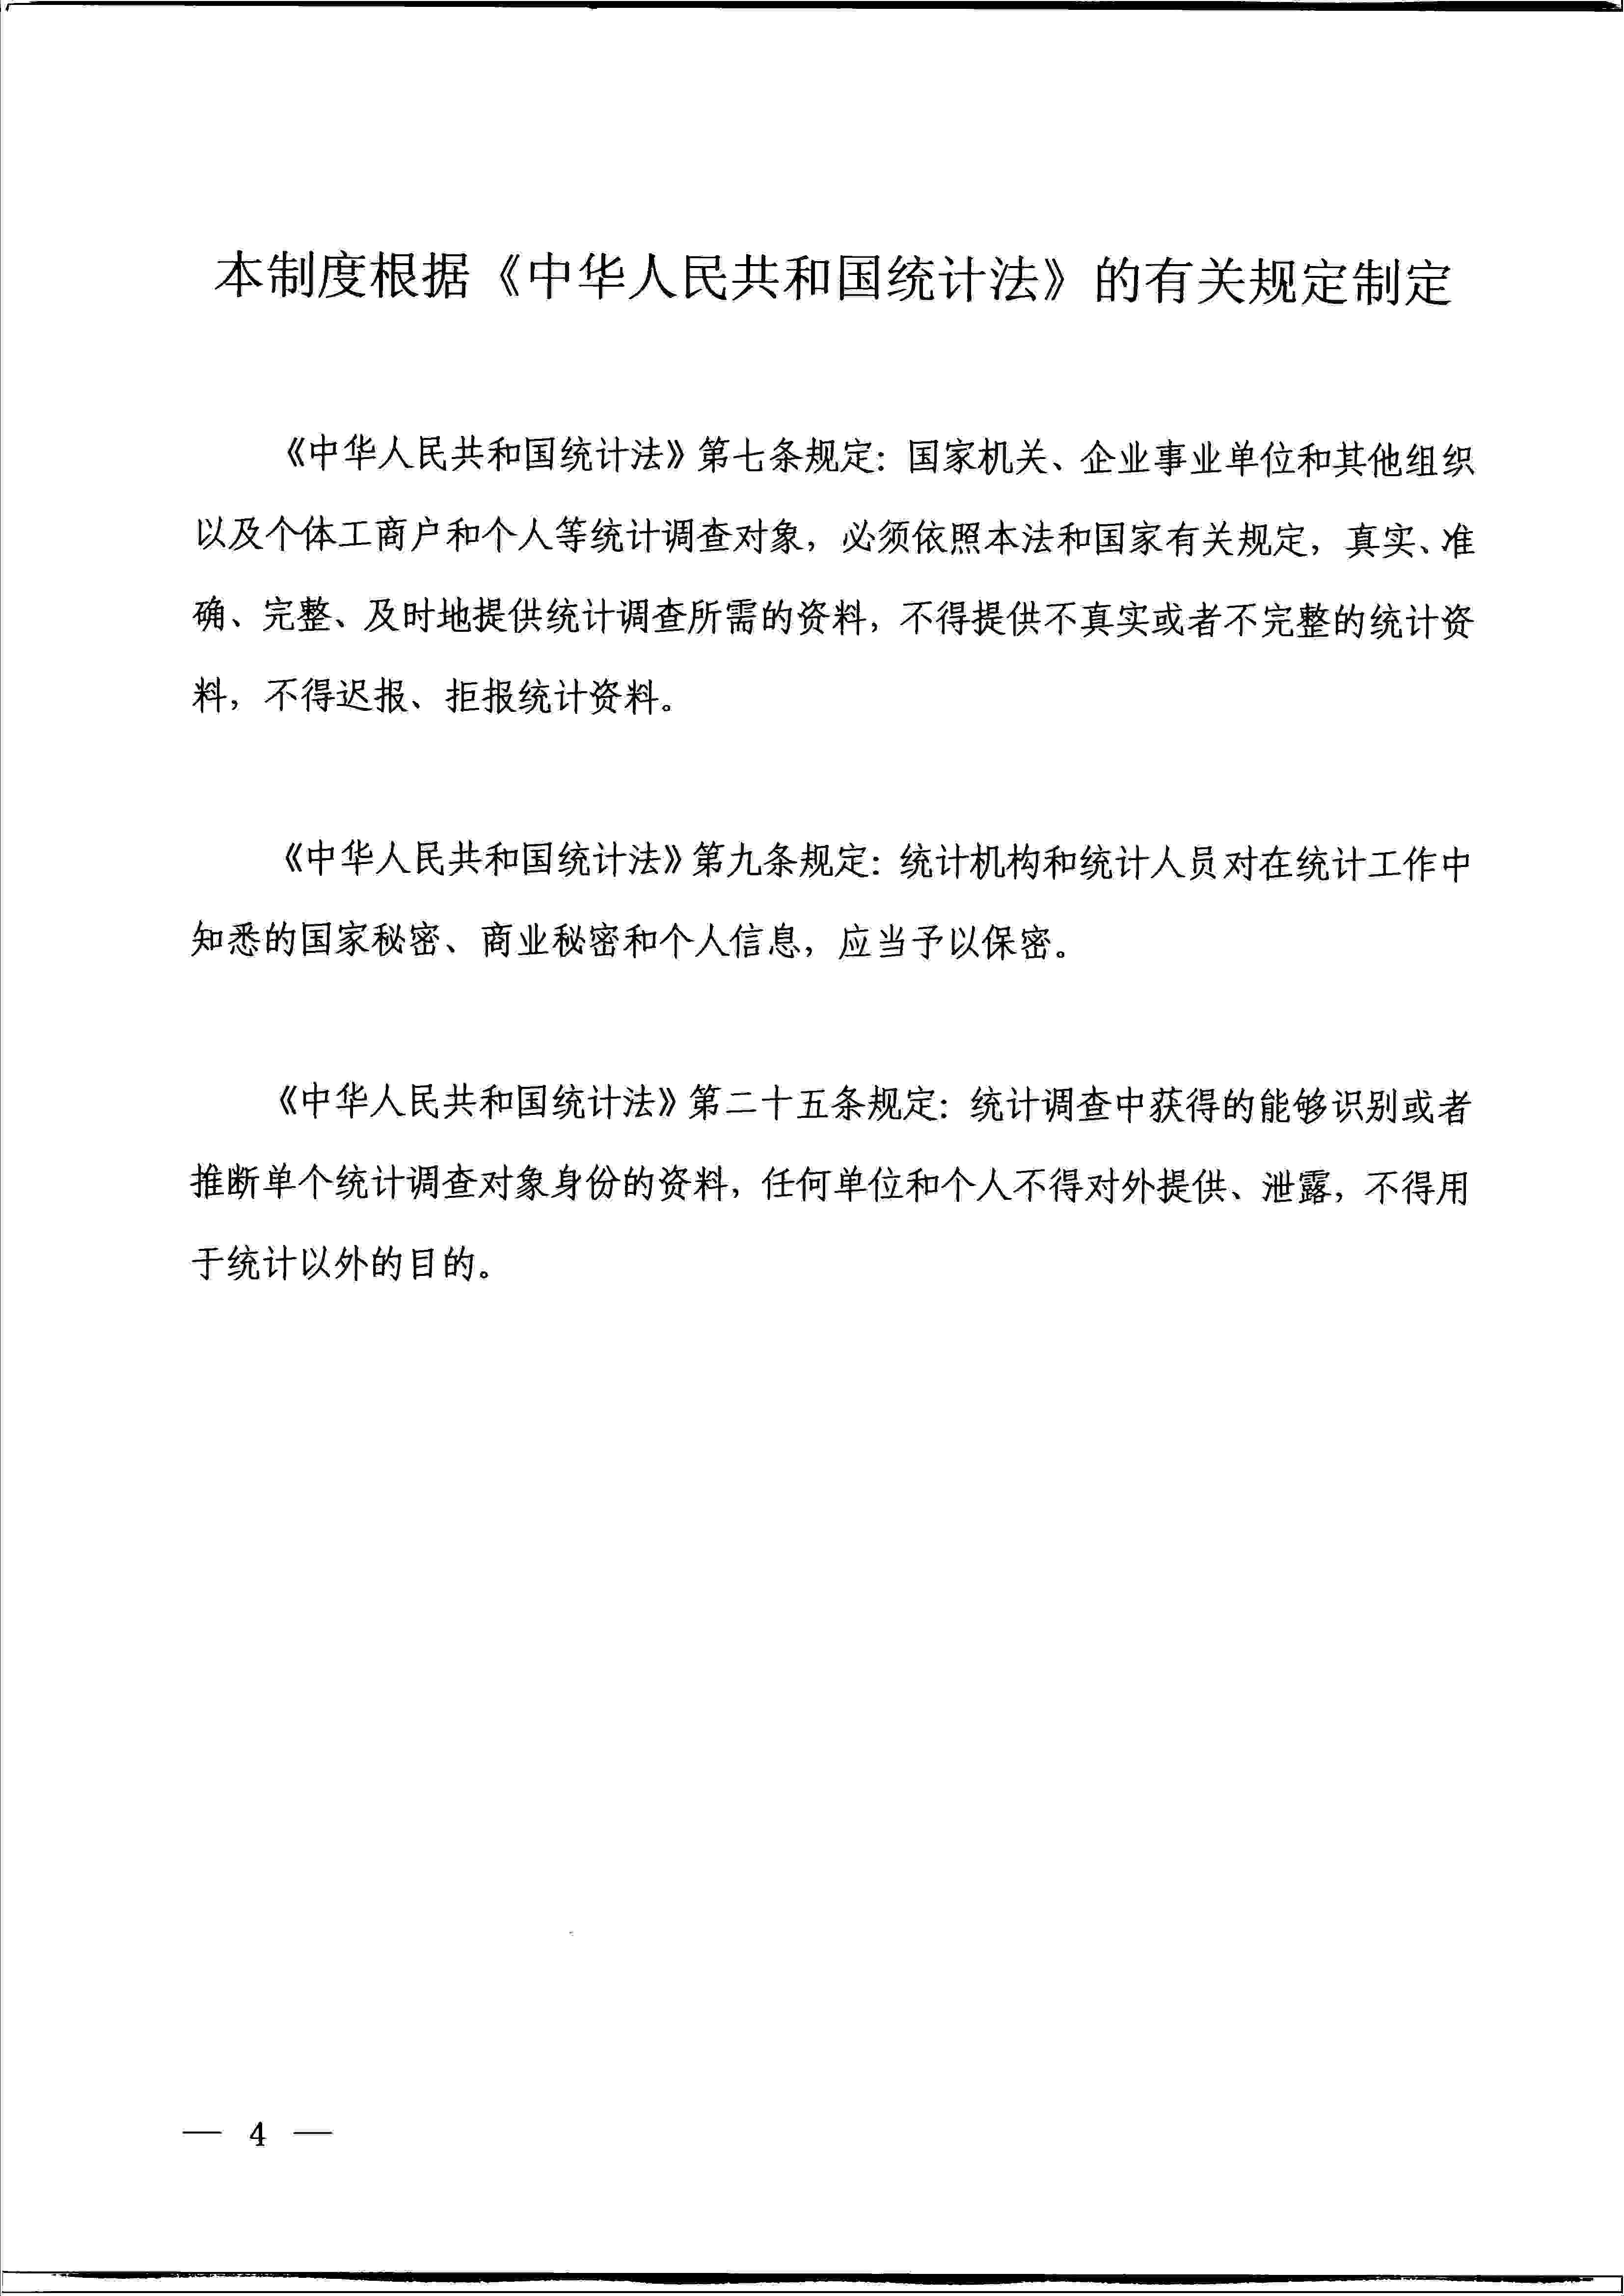 本制度根据《中华人民共和国统计法》的有关规定制定
《中华人民共和国统计法》第七条规定：国家机关、企业事业单位和其他组织
以及个体工商户和个人等统计调查对象，必须依照本法和国家有关规定，真实、准
确、完整、及时地提供统计调查所需的资料，不得提供不真实或者不完整的统计资
料，不得迟报、拒报统计资料。
《中华人民共和国统计法》第九条规定：统计机构和统计人员对在统计工作中
知悉的国家秘密、商业秘密和个人信息，应当予以保密。
《中华人民共和国统计法》第二十五条规定：统计调查中获得的能够识别或者
推断单个统计调查对象身份的资料，任何单位和个人不得对外提供、泄露，不得用
于统计以外的目的。
— 4 —